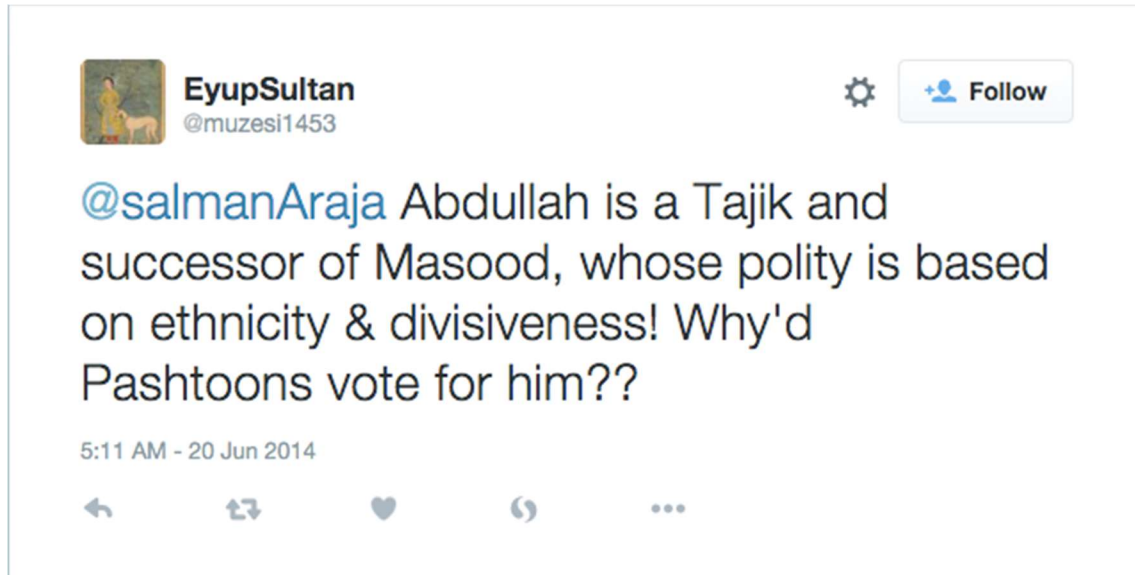 EyupSultan
@muzesi1453
Follow
@salmanAraja Abdullah is a Tajik and
successor of Masood, whose polity is based
on ethnicity & divisiveness! Why'd
Pashtoons vote for him??
5:11 AM - 20 Jun 2014